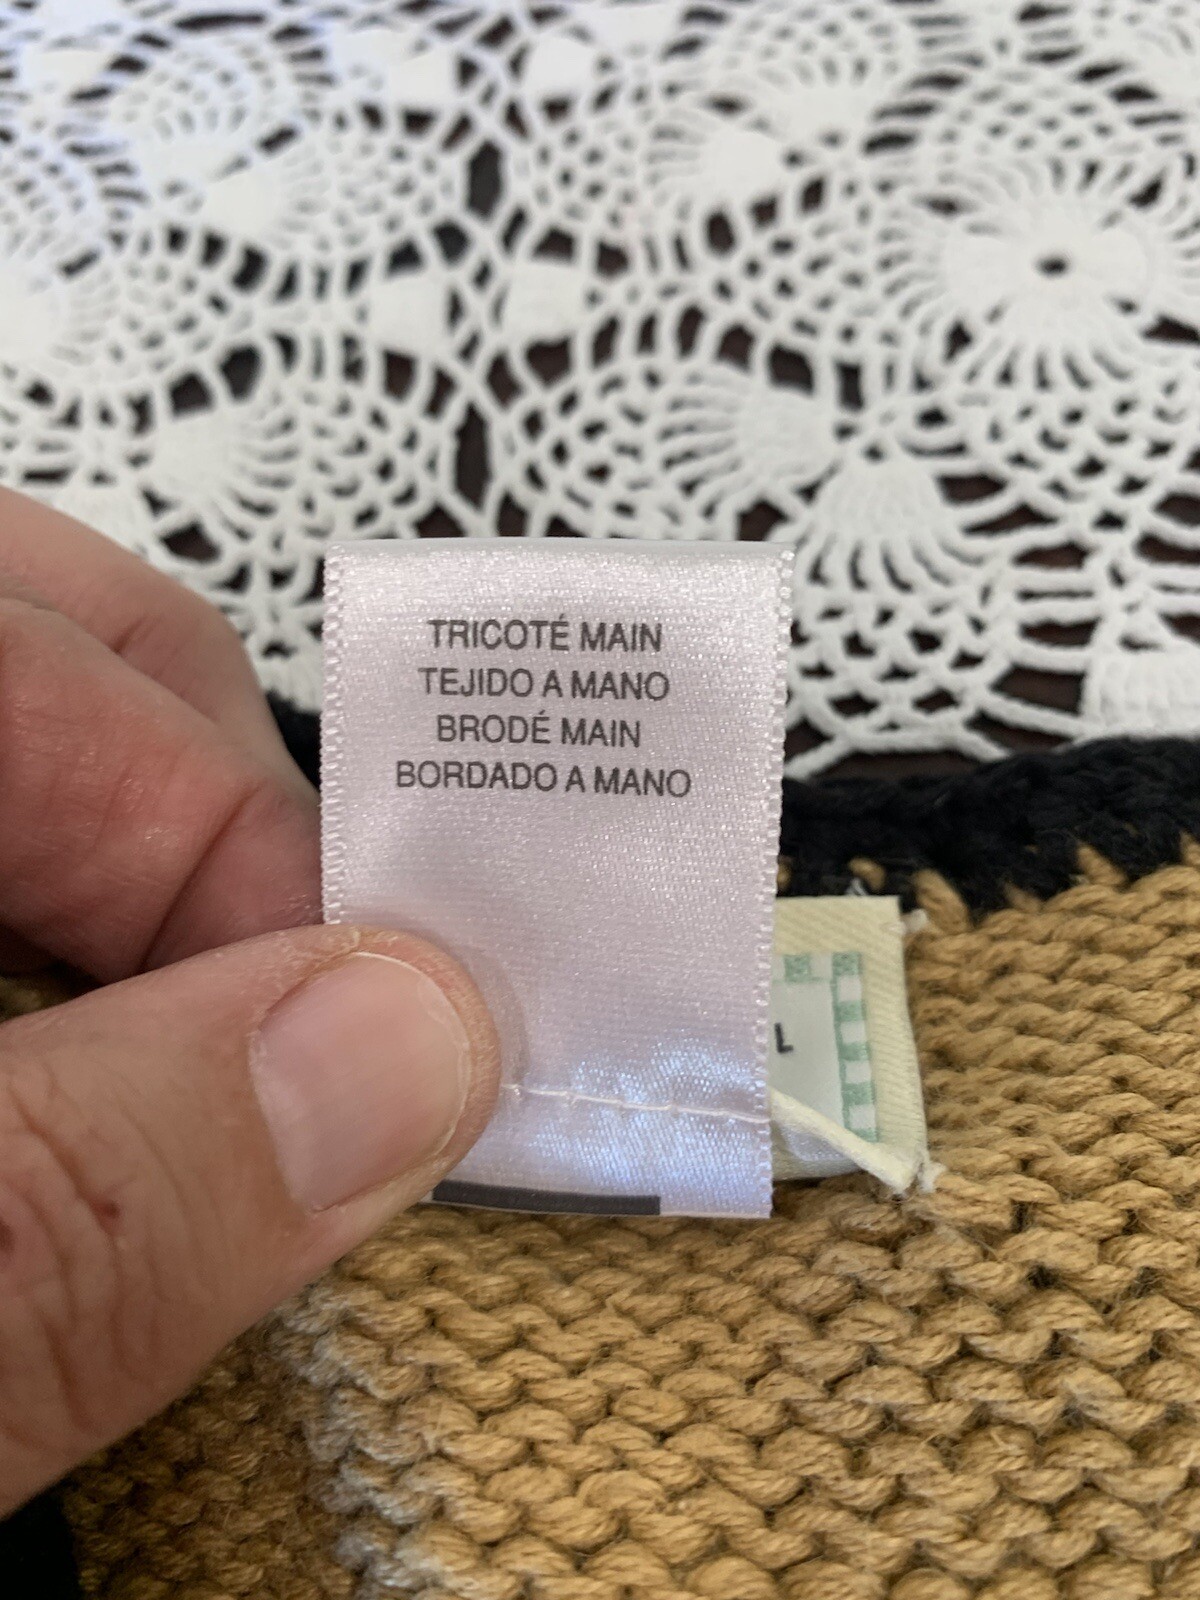 TRICOTÉ MAIN
TEJIDO A MANO
BRODÉ MAIN
BORDADO A MANO
L